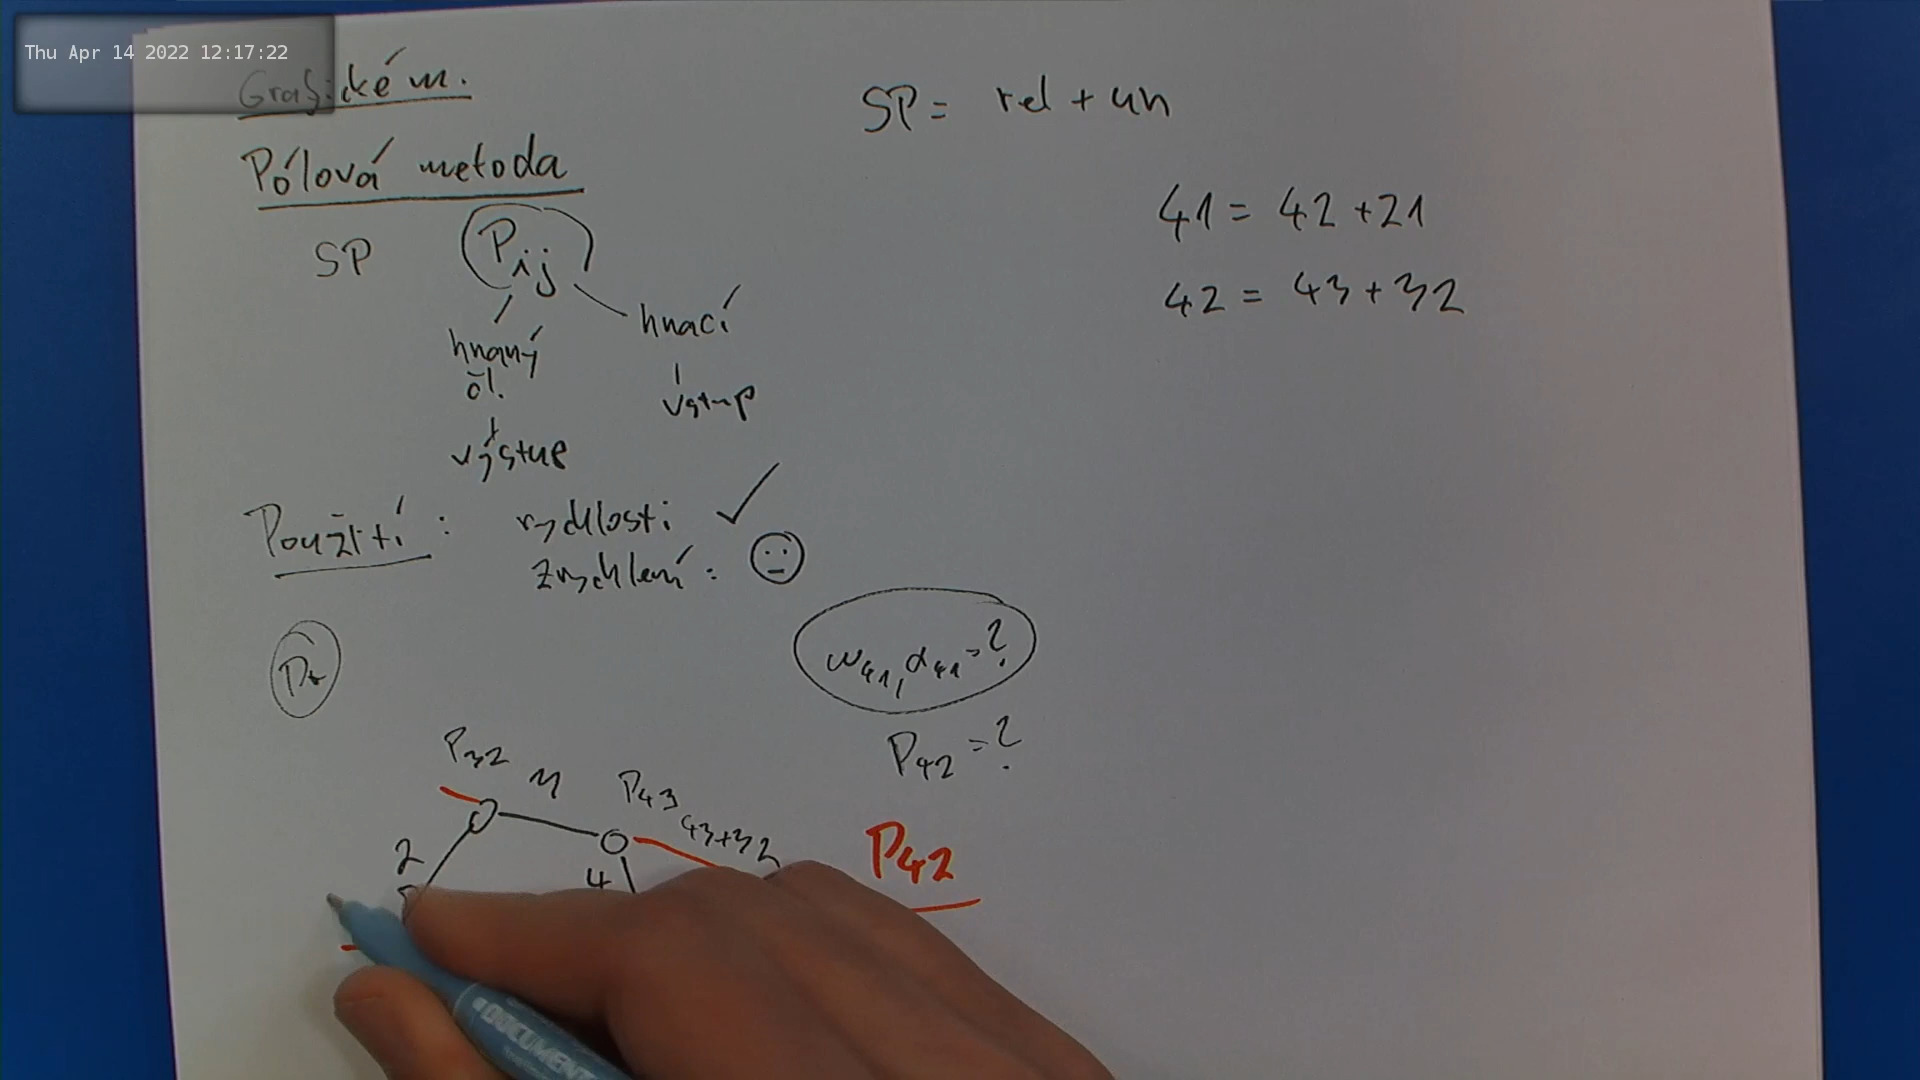 Thu Apr 14 2022 12:17:22
Grafické m.
SP = rel + un
Pólová metoda
41 = 42 + 21
SP Pij
42 = 43 + 32
hnaný čl. hnací
výstup vstup
Použití: rychlosti ✓
zrychlení:
ω41, α41 = ?
P42 = ?
P32
P43
43+32
P42
2
4
DOCUMENT